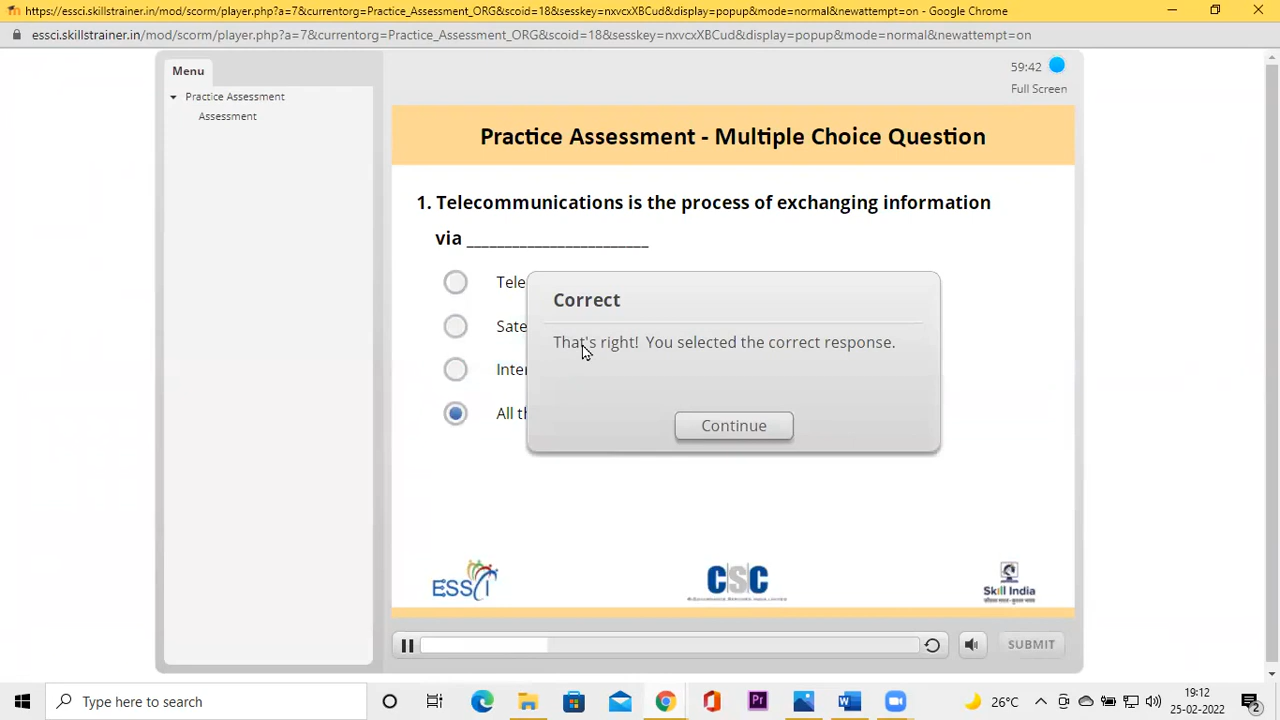 https://essci.skillstrainer.in/mod/scorm/player.php?a=7&currentorg=Practice_Assessment_ORG&scoid=18&sesskey=nxvcxXBCud&display=popup&mode=normal&newattempt=on - Google Chrome
essci.skillstrainer.in/mod/scorm/player.php?a=7&currentorg=Practice_Assessment_ORG&scoid=18&sesskey=nxvcxXBCud&display=popup&mode=normal&newattempt=on
Menu
Practice Assessment
Assessment
59:42
Full Screen
Practice Assessment - Multiple Choice Question
1. Telecommunications is the process of exchanging information
via ________________________
Tele
Sate
Inter
All th
Correct
That's right! You selected the correct response.
Continue
ESSCI
CSC
Skill India
SUBMIT
Type here to search
26°C
19:12
25-02-2022
2